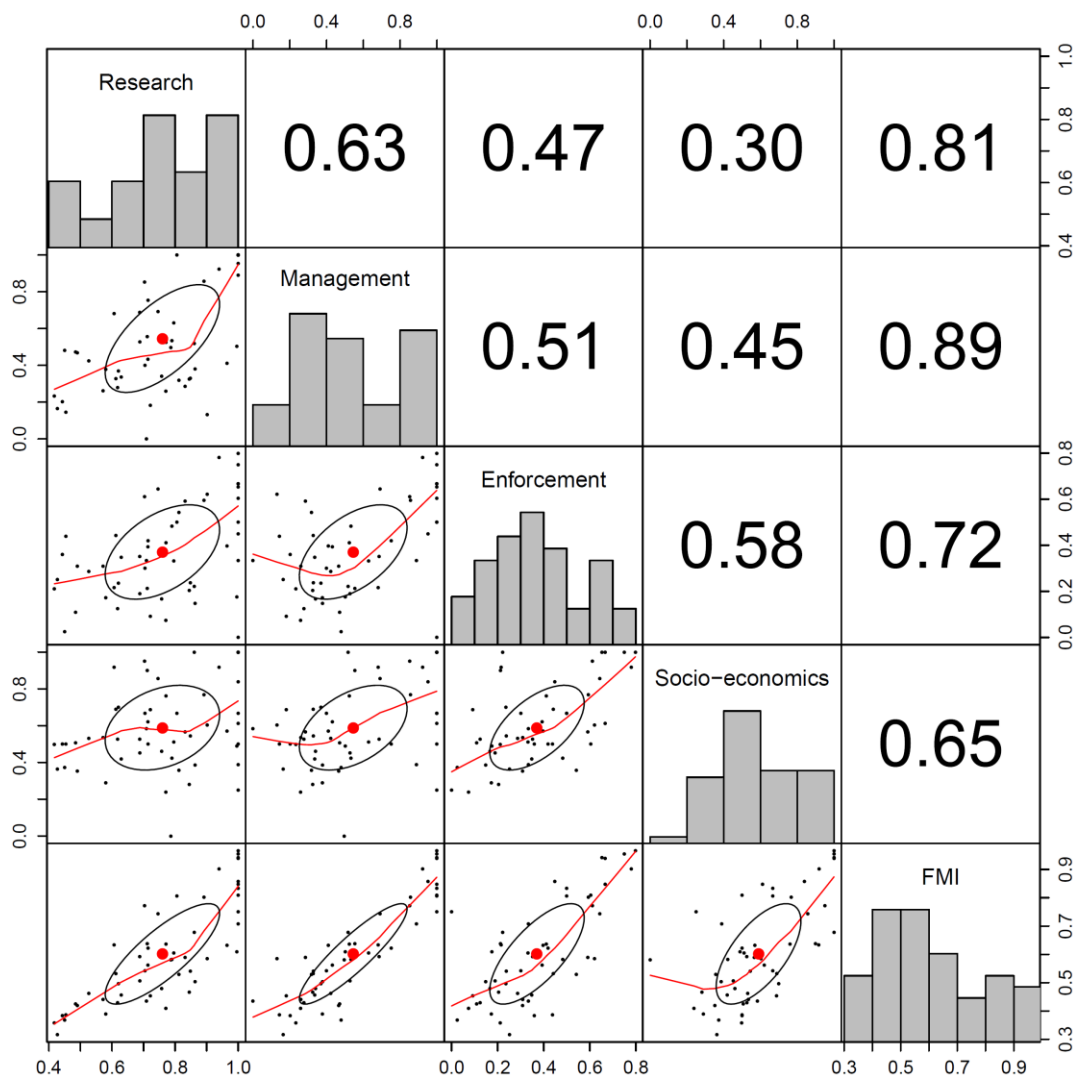 0.0 0.4 0.8 0.0 0.4 0.8
Research
0.63 0.47 0.30 0.81
0.4 0.6 0.8 1.0
Management
0.51 0.45 0.89
0.0 0.4 0.8
Enforcement
0.58 0.72
0.0 0.2 0.4 0.6 0.8
Socio−economics
0.65
0.0 0.4 0.8
FMI
0.3 0.5 0.7 0.9
0.4 0.6 0.8 1.0 0.0 0.2 0.4 0.6 0.8 0.3 0.5 0.7 0.9